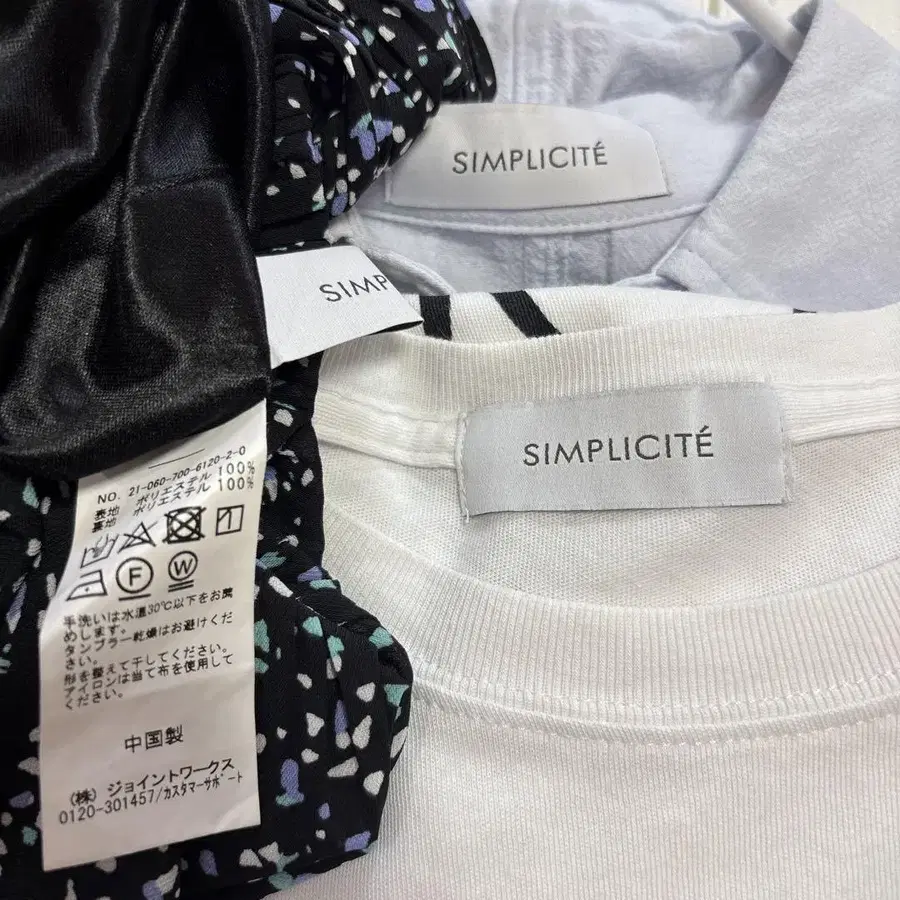 SIMPLICITÉ
SIMP
SIMPLICITÉ
NO. 21-060-700-6120-2-0
表地 ポリエステル 100%
裏地 ポリエステル 100%
F W
手洗いは水温30℃以下をお薦
めします。
タンブラー乾燥はお避けくだ
さい。
形を整えて干してください。
アイロンは当て布を使用して
ください。
中国製
(株) ジョイントワークス
0120-301457/カスタマーサポート